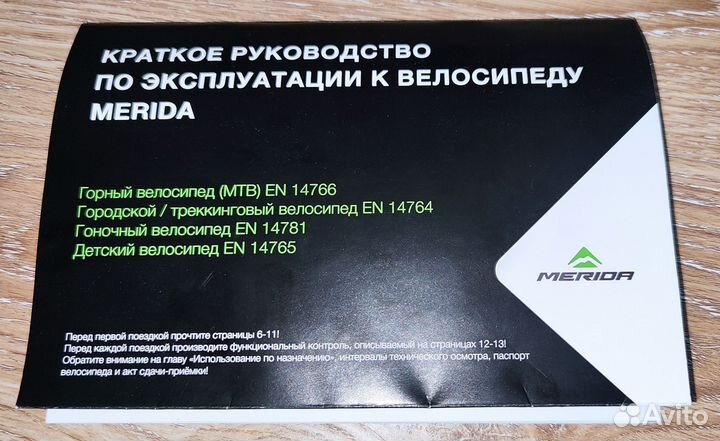 КРАТКОЕ РУКОВОДСТВО
ПО ЭКСПЛУАТАЦИИ К ВЕЛОСИПЕДУ
MERIDA
Горный велосипед (MTB) EN 14766
Городской / треккинговый велосипед EN 14764
Гоночный велосипед EN 14781
Детский велосипед EN 14765
MERIDA
Перед первой поездкой прочтите страницы 6-11!
Перед каждой поездкой производите функциональный контроль, описываемый на страницах 12-13!
Обратите внимание на главу «Использование по назначению», интервалы технического осмотра, паспорт
велосипеда и акт сдачи-приёмки!
Avito